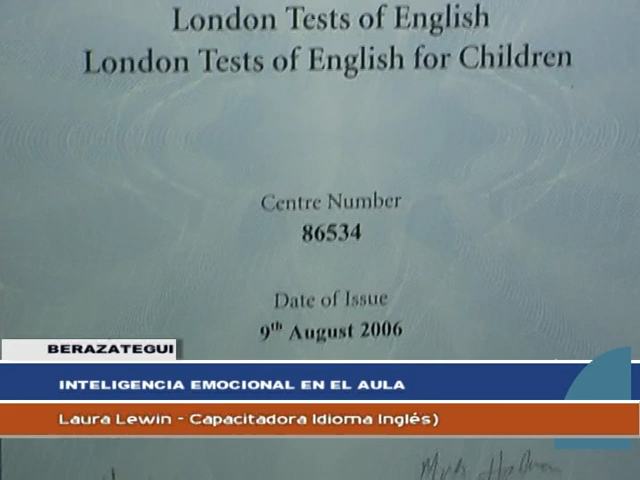 London Tests of English
London Tests of English for Children
Centre Number
86534
Date of Issue
9th August 2006
BERAZATEGUI
INTELIGENCIA EMOCIONAL EN EL AULA
Laura Lewin - Capacitadora Idioma Inglés)